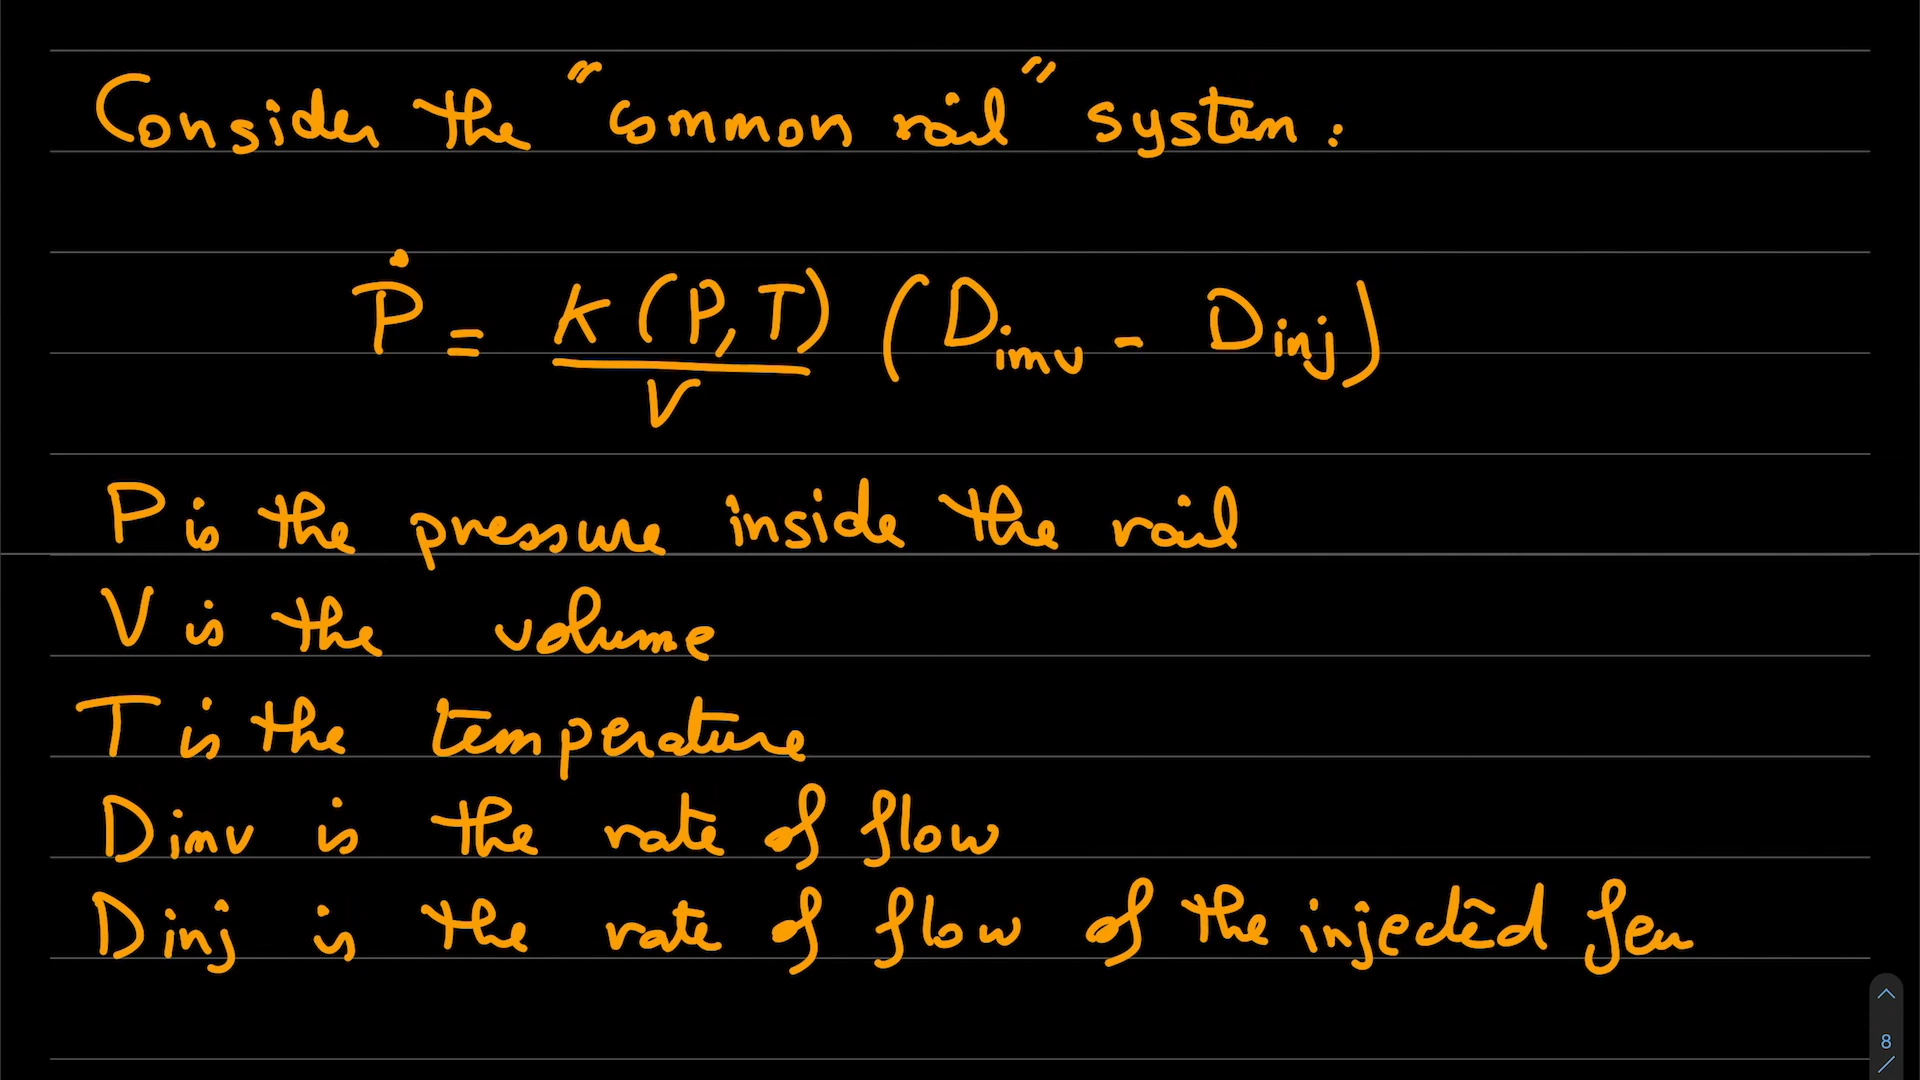 Consider the "common rail" system:
Ṗ = K(P,T)/V (Dimv - Dinj)
P is the pressure inside the rail
V is the volume
T is the temperature
Dimv is the rate of flow
Dinj is the rate of flow of the injected
8